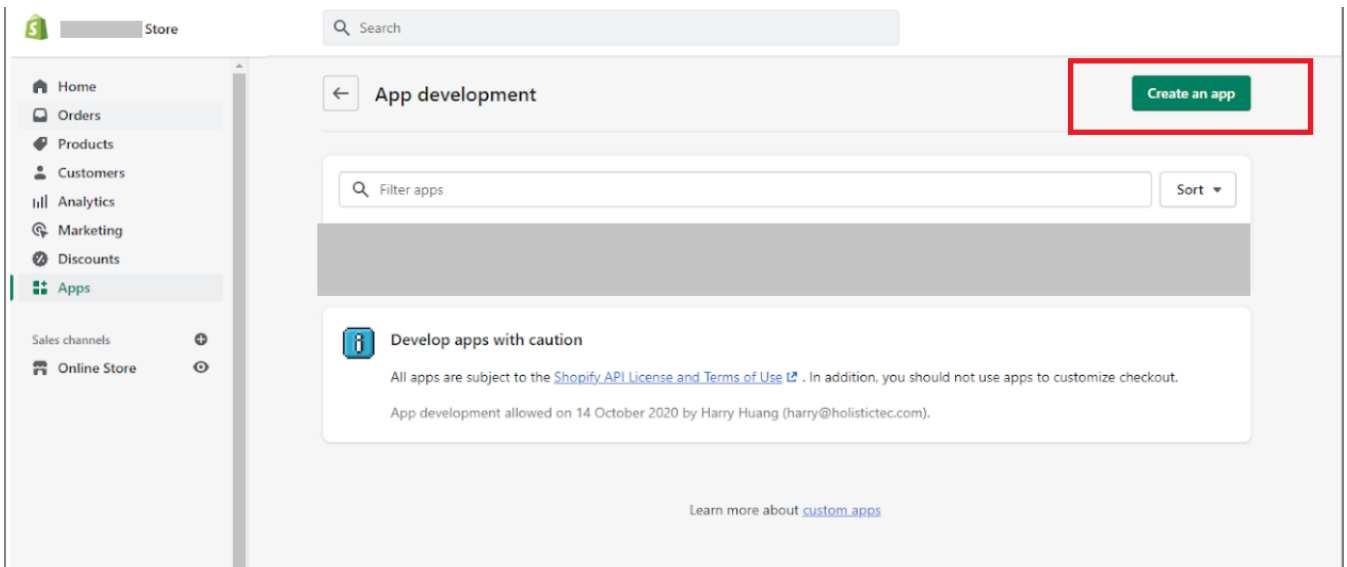 Store
Search
Home
Orders
Products
Customers
Analytics
Marketing
Discounts
Apps
Sales channels
Online Store
App development
Create an app
Filter apps
Sort
Develop apps with caution
All apps are subject to the Shopify API License and Terms of Use . In addition, you should not use apps to customize checkout.
App development allowed on 14 October 2020 by Harry Huang (harry@holistictec.com).
Learn more about custom apps